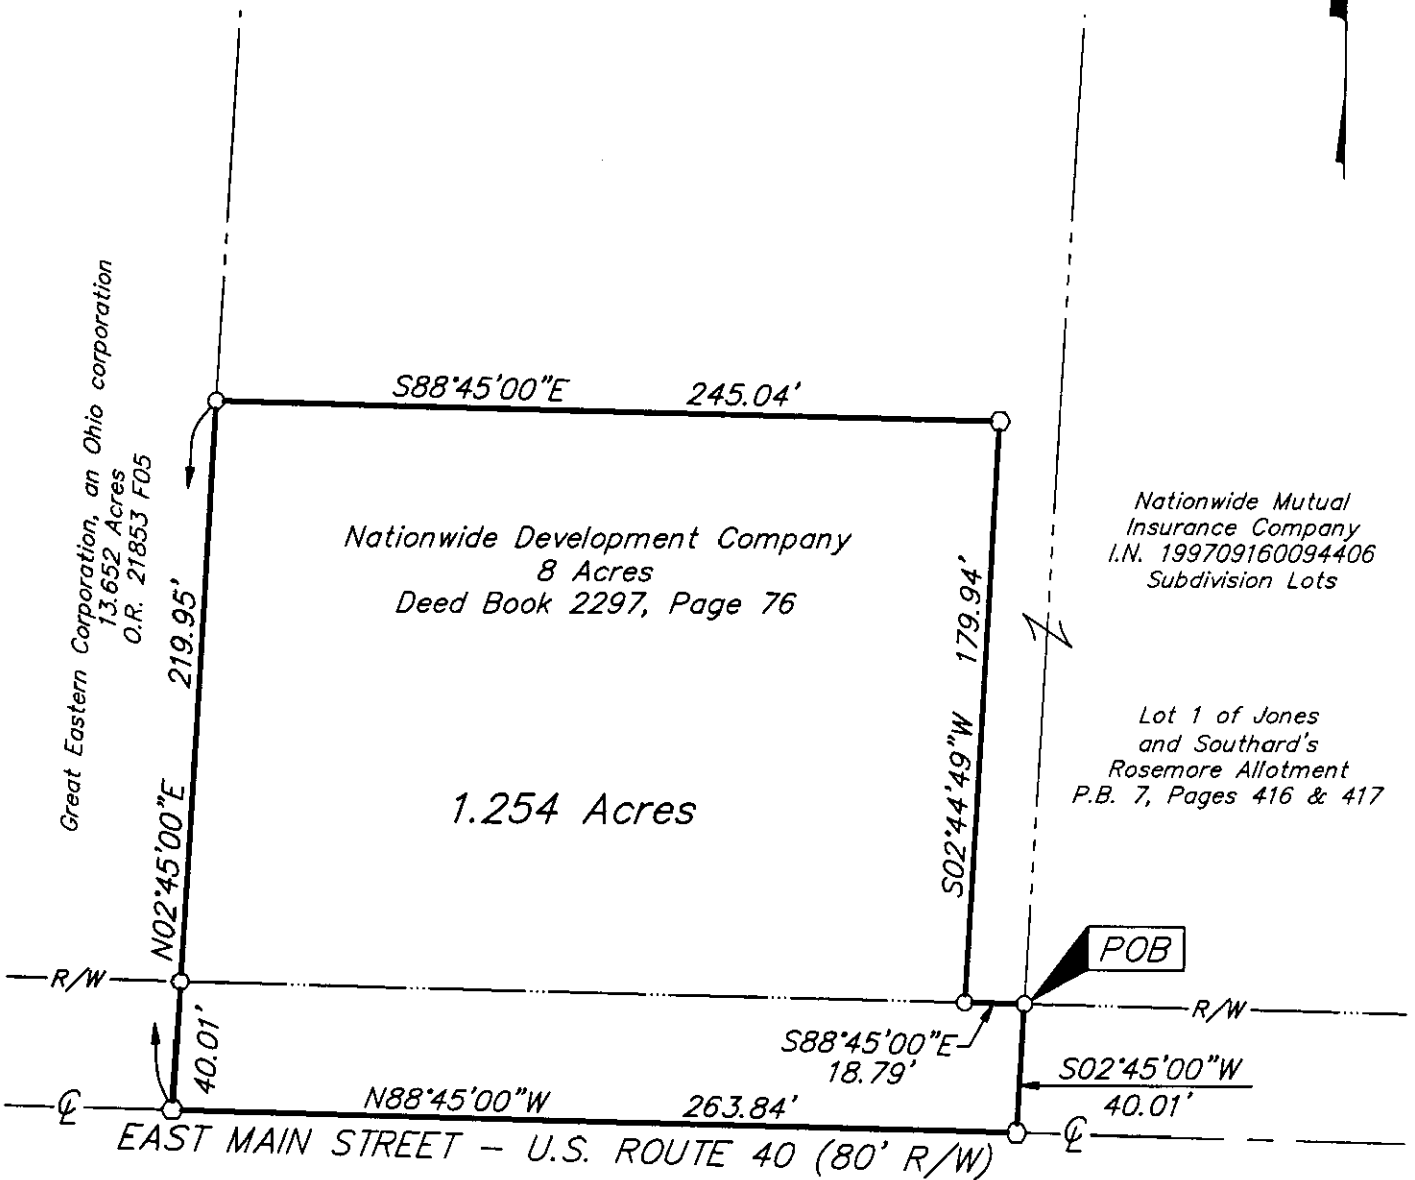 S88°45'00"E 245.04'
Great Eastern Corporation, an Ohio corporation
13.652 Acres
O.R. 21853 F05
N02°45'00"E 219.95'
Nationwide Development Company
8 Acres
Deed Book 2297, Page 76
S02°44'49"W 179.94'
Nationwide Mutual
Insurance Company
I.N. 199709160094406
Subdivision Lots
Lot 1 of Jones
and Southard's
Rosemore Allotment
P.B. 7, Pages 416 & 417
1.254 Acres
POB
R/W
R/W
40.01'
S88°45'00"E
18.79'
S02°45'00"W
40.01'
℄
N88°45'00"W 263.84'
℄
EAST MAIN STREET – U.S. ROUTE 40 (80' R/W)